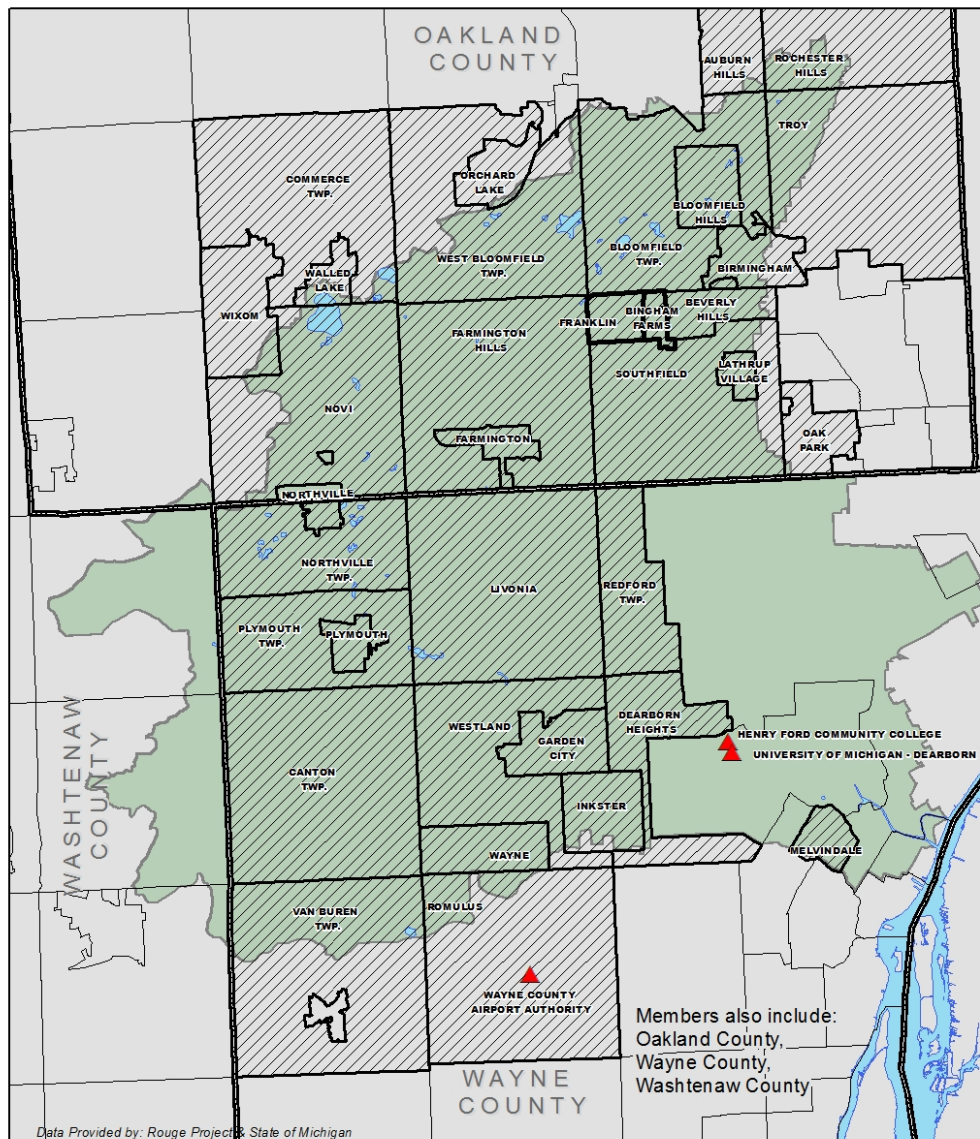 OAKLAND
COUNTY
AUBURN
HILLS
ROCHESTER
HILLS
TROY
COMMERCE
TWP.
ORCHARD
LAKE
BLOOMFIELD
HILLS
WEST BLOOMFIELD
TWP.
BLOOMFIELD
TWP.
BIRMINGHAM
WALLED
LAKE
WIXOM
FARMINGTON
HILLS
FRANKLIN
BINGHAM
FARMS
BEVERLY
HILLS
SOUTHFIELD
LATHRUP
VILLAGE
NOVI
FARMINGTON
OAK
PARK
NORTHVILLE
NORTHVILLE
TWP.
LIVONIA
REDFORD
TWP.
PLYMOUTH
TWP.
PLYMOUTH
WASHTENAW
COUNTY
WESTLAND
GARDEN
CITY
DEARBORN
HEIGHTS
HENRY FORD COMMUNITY COLLEGE
UNIVERSITY OF MICHIGAN - DEARBORN
CANTON
TWP.
INKSTER
WAYNE
MELVINDALE
VAN BUREN
TWP.
ROMULUS
WAYNE COUNTY
AIRPORT AUTHORITY
Members also include:
Oakland County,
Wayne County,
Washtenaw County
WAYNE
COUNTY
Data Provided by: Rouge Project & State of Michigan